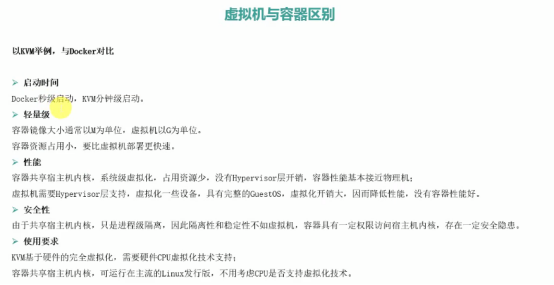 虚拟机与容器区别
以KVM举例，与Docker对比
➢ 启动时间
Docker秒级启动，KVM分钟级启动。
➢ 轻量级
容器镜像大小通常以M为单位，虚拟机以G为单位。
容器资源占用小，要比虚拟机部署更快速。
➢ 性能
容器共享宿主机内核，系统级虚拟化，占用资源少，没有Hypervisor层开销，容器性能基本接近物理机；
虚拟机需要Hypervisor层支持，虚拟化一些设备，具有完整的GuestOS，虚拟化开销大，因而降低性能，没有容器性能好。
➢ 安全性
由于共享宿主机内核，只是进程级隔离，因此隔离性和稳定性不如虚拟机，容器具有一定权限访问宿主机内核，存在一定安全隐患。
➢ 使用要求
KVM基于硬件的完全虚拟化，需要硬件CPU虚拟化技术支持；
容器共享宿主机内核，可运行在主流的Linux发行版，不用考虑CPU是否支持虚拟化技术。